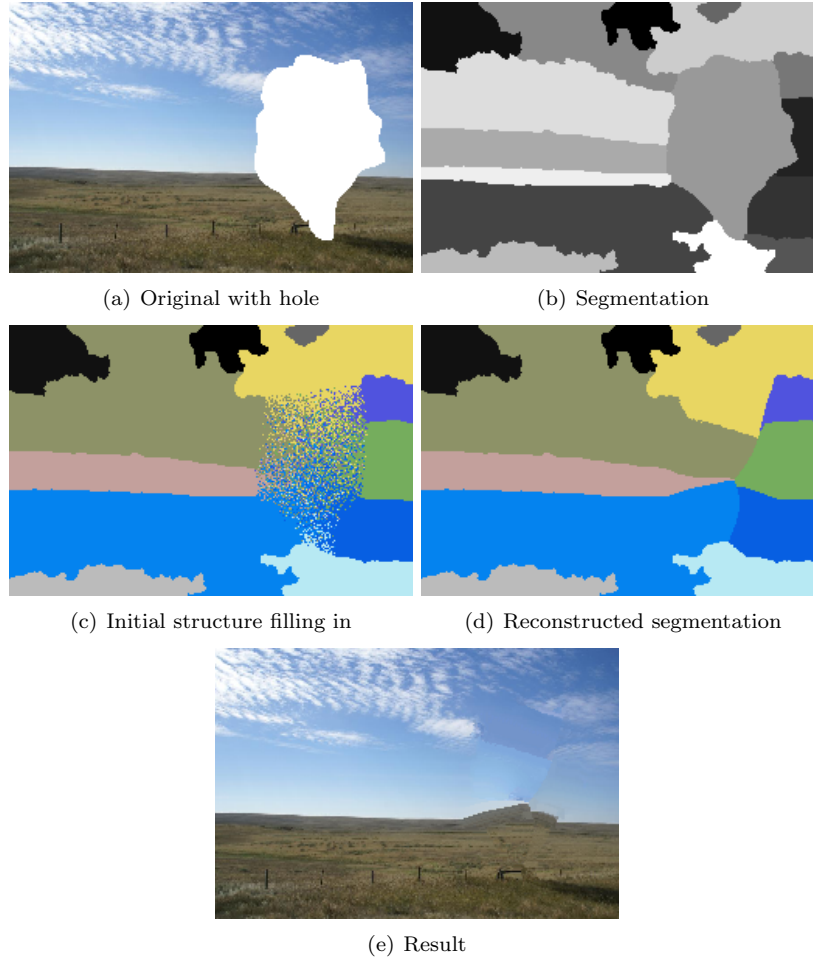 (a) Original with hole
(b) Segmentation
(c) Initial structure filling in
(d) Reconstructed segmentation
(e) Result